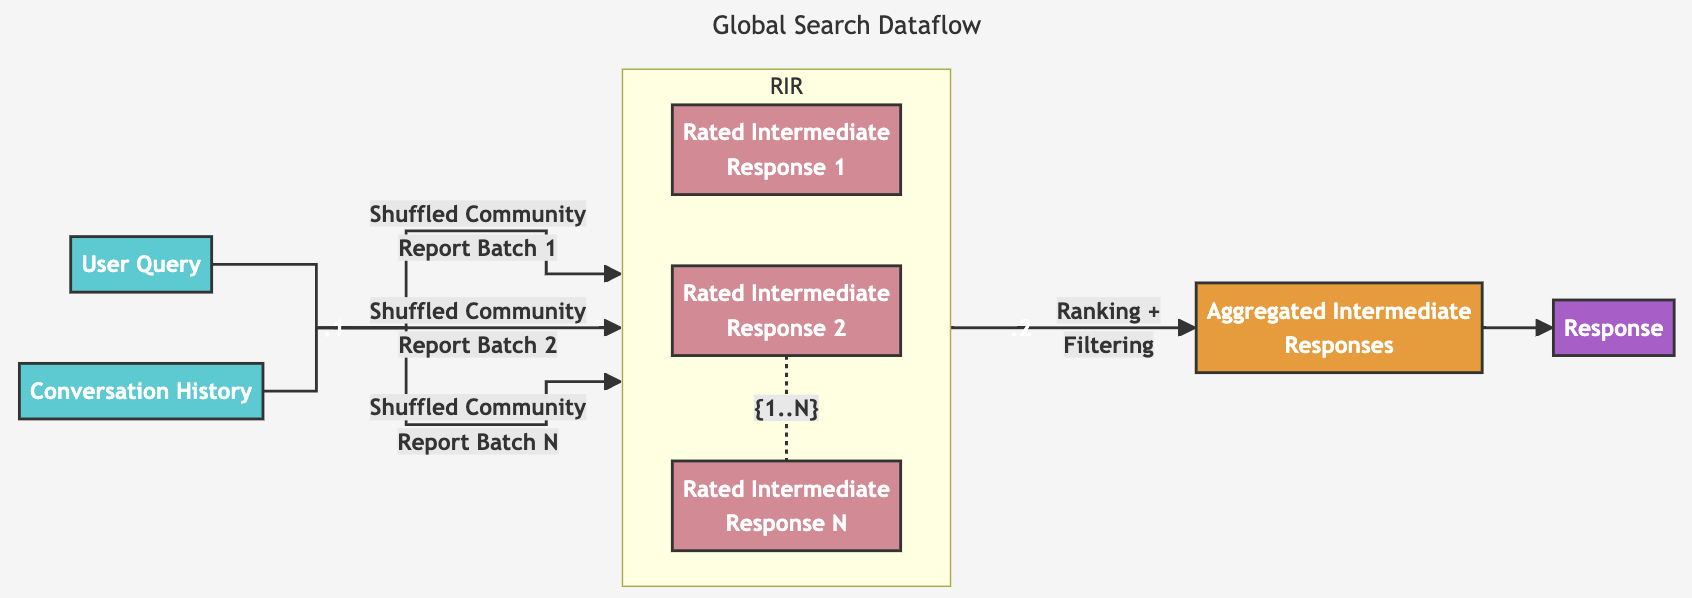 Global Search Dataflow
RIR
Rated Intermediate
Response 1
Shuffled Community
Report Batch 1
User Query
Rated Intermediate
Response 2
Shuffled Community
Report Batch 2
Ranking +
Filtering
Aggregated Intermediate
Responses
Response
Conversation History
Shuffled Community
Report Batch N
{1..N}
Rated Intermediate
Response N